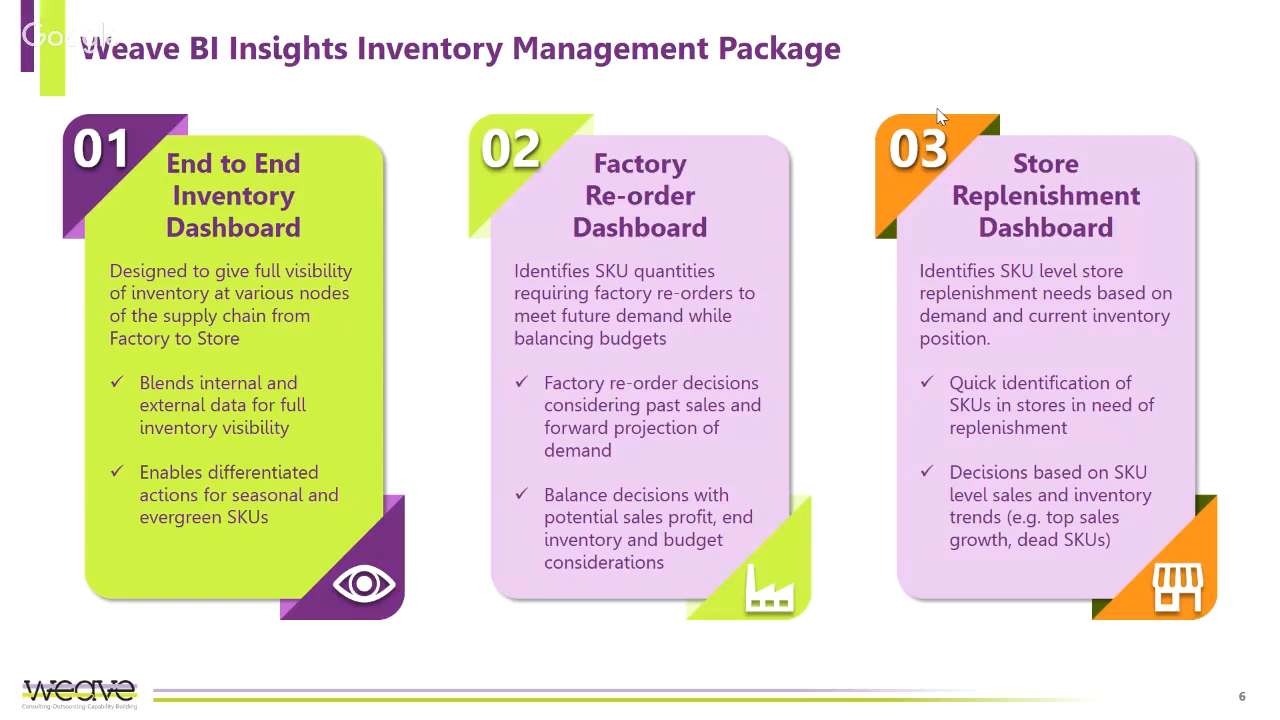 Google
Weave BI Insights Inventory Management Package
01
End to End
Inventory
Dashboard
Designed to give full visibility
of inventory at various nodes
of the supply chain from
Factory to Store
✓ Blends internal and
external data for full
inventory visibility
✓ Enables differentiated
actions for seasonal and
evergreen SKUs
02
Factory
Re-order
Dashboard
Identifies SKU quantities
requiring factory re-orders to
meet future demand while
balancing budgets
✓ Factory re-order decisions
considering past sales and
forward projection of
demand
✓ Balance decisions with
potential sales profit, end
inventory and budget
considerations
03
Store
Replenishment
Dashboard
Identifies SKU level store
replenishment needs based on
demand and current inventory
position.
✓ Quick identification of
SKUs in stores in need of
replenishment
✓ Decisions based on SKU
level sales and inventory
trends (e.g. top sales
growth, dead SKUs)
weave
Consulting-Outsourcing-Capability Building
6